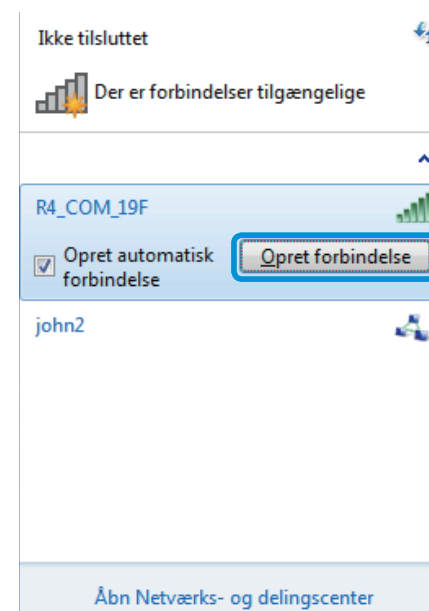 Ikke tilsluttet
Der er forbindelser tilgængelige
R4_COM_19F
Opret automatisk
forbindelse
Opret forbindelse
john2
Åbn Netværks- og delingscenter